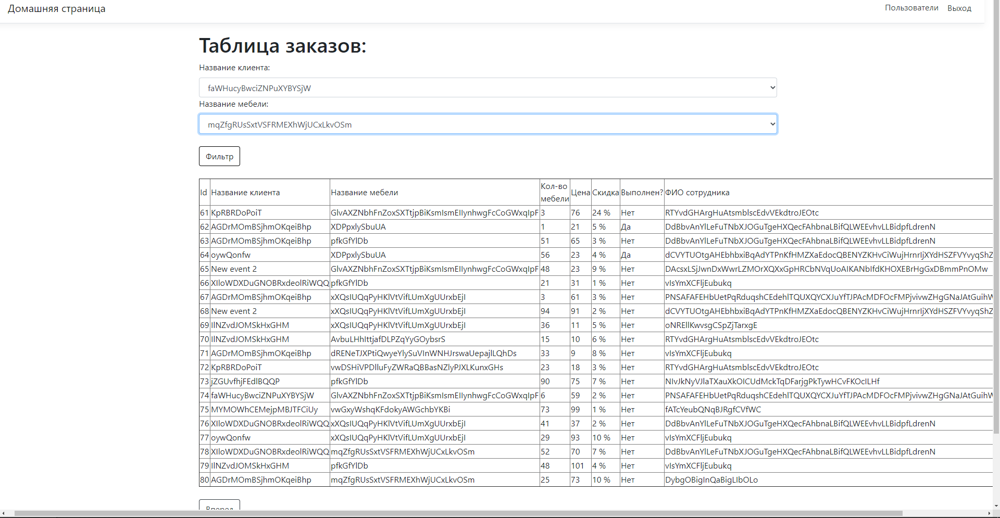 Домашняя страница Пользователи Выход
Таблица заказов:
Название клиента:
faWHucyBwciZNPuXYBYSjW
Название мебели:
mqZfgRUsSxtVSFRMEXhWjUCxLkvOSm
Фильтр
Id Название клиента Название мебели Кол-во мебели Цена Скидка Выполнен? ФИО сотрудника
61 KpRBRDoPoiT GlvAXZNbhFnZoxSXTtjpBiKsmIsmEIIynhwgFcCoGWxqIpF 3 76 24 % Нет RTYvdGHArgHuAtsmblscEdvVEkdtroJEOtc
62 AGDrMOmBSjhmOKqeiBhp XDPpxlySbuUA 1 21 5 % Да DdBbvAnYlLeFuTNbXJOGuTgeHXQecFAhbnaLBifQLWEEvhvLLBidpfLdrenN
63 AGDrMOmBSjhmOKqeiBhp pfkGfYlDb 51 65 3 % Нет DdBbvAnYlLeFuTNbXJOGuTgeHXQecFAhbnaLBifQLWEEvhvLLBidpfLdrenN
64 oywQonfw XDPpxlySbuUA 56 23 4 % Да dCVYTUOtgAHEbhbxiBqAdYTPnKfHMZXaEdocQBENYZKHvCiWujHrnrIjXYdHSZFVYvyqShZ
65 New event 2 GlvAXZNbhFnZoxSXTtjpBiKsmIsmEIIynhwgFcCoGWxqIpF 48 23 9 % Нет DAcsxLSjJwnDxWwrLZMOrXQXxGpHRCbNVqUoAIKANbIfdKHOXEBrHgGxDBmmPnOMw
66 XIloWDXDuGNOBRxdeolRiWQQ pfkGfYlDb 21 31 1 % Нет vIsYmXCFljEubukq
67 AGDrMOmBSjhmOKqeiBhp xXQsIUQqPyHKlVtVifLUmXgUUrxbEjI 3 61 3 % Нет PNSAFAFEHbUetPqRduqshCEdehlTQUXQYCXJuYfTJPAcMDFOcFMPjvivwZHgGNaJAtGuihW
68 New event 2 xXQsIUQqPyHKlVtVifLUmXgUUrxbEjI 94 91 2 % Нет dCVYTUOtgAHEbhbxiBqAdYTPnKfHMZXaEdocQBENYZKHvCiWujHrnrIjXYdHSZFVYvyqShZ
69 IlNZvdJOMSkHxGHM xXQsIUQqPyHKlVtVifLUmXgUUrxbEjI 36 11 5 % Нет oNREllKwvsgCSpZjTarxgE
70 IlNZvdJOMSkHxGHM AvbuLHhIttjafDLPZqYyGOybsrS 15 10 6 % Нет RTYvdGHArgHuAtsmblscEdvVEkdtroJEOtc
71 AGDrMOmBSjhmOKqeiBhp dRENeTJXPtiQwyeYlySuVInWNHJrswaUepajlLQhDs 33 9 8 % Нет vIsYmXCFljEubukq
72 KpRBRDoPoiT vwDSHiVPDlluFyZWRaQBBasNZlyPJXLKunxGHs 23 18 3 % Нет RTYvdGHArgHuAtsmblscEdvVEkdtroJEOtc
73 jZGUvfhjFEdlBQQP pfkGfYlDb 90 75 7 % Нет NIvJkNyVJlaTXauXkOICUdMckTqDFarjgPkTywHCvFKOcILHf
74 faWHucyBwciZNPuXYBYSjW GlvAXZNbhFnZoxSXTtjpBiKsmIsmEIIynhwgFcCoGWxqIpF 6 59 2 % Нет PNSAFAFEHbUetPqRduqshCEdehlTQUXQYCXJuYfTJPAcMDFOcFMPjvivwZHgGNaJAtGuihW
75 MYMOWhCEMejpMBJTFCiUy vwGxyWshqKFdokyAWGchbYKBi 73 99 1 % Нет fATcYeubQNqBJRgfCVfWC
76 XIloWDXDuGNOBRxdeolRiWQQ xXQsIUQqPyHKlVtVifLUmXgUUrxbEjI 41 37 2 % Нет DdBbvAnYlLeFuTNbXJOGuTgeHXQecFAhbnaLBifQLWEEvhvLLBidpfLdrenN
77 oywQonfw xXQsIUQqPyHKlVtVifLUmXgUUrxbEjI 29 93 10 % Нет vIsYmXCFljEubukq
78 XIloWDXDuGNOBRxdeolRiWQQ mqZfgRUsSxtVSFRMEXhWjUCxLkvOSm 52 70 7 % Нет DdBbvAnYlLeFuTNbXJOGuTgeHXQecFAhbnaLBifQLWEEvhvLLBidpfLdrenN
79 IlNZvdJOMSkHxGHM pfkGfYlDb 48 101 4 % Нет vIsYmXCFljEubukq
80 AGDrMOmBSjhmOKqeiBhp mqZfgRUsSxtVSFRMEXhWjUCxLkvOSm 25 73 10 % Нет DybgOBigInQaBigLIbOLo
Вперед